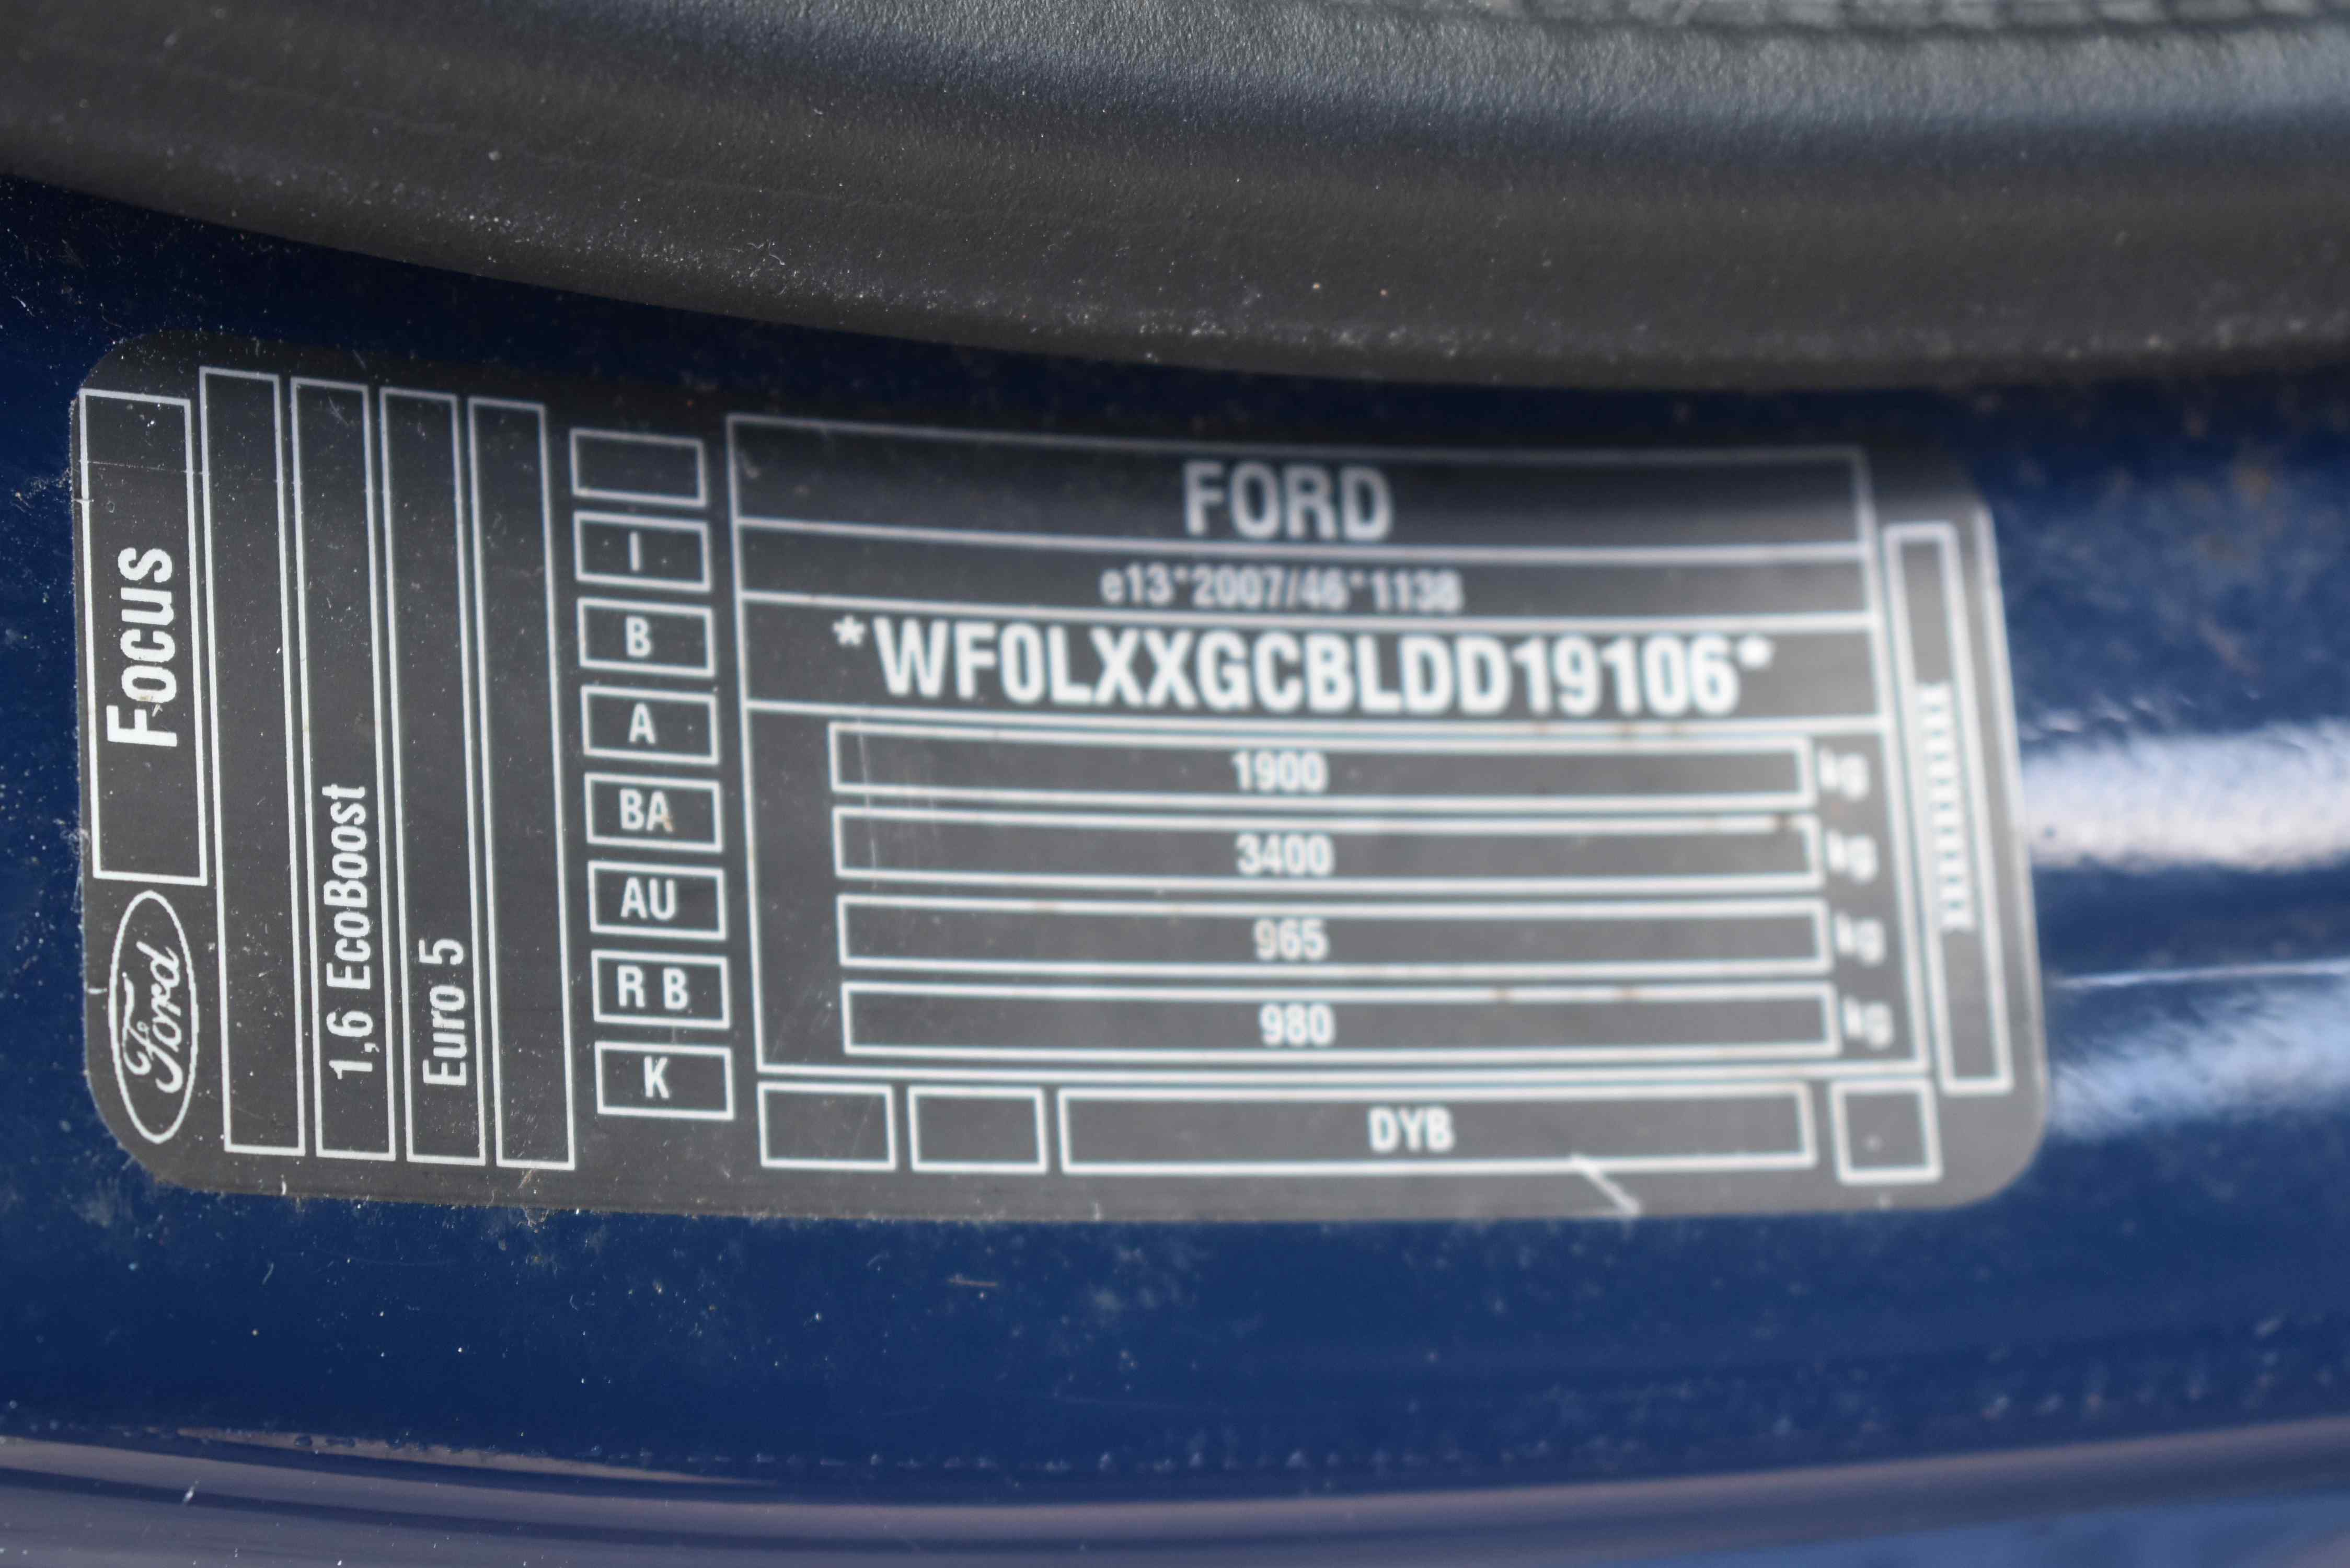 Ford
Focus
1,6 EcoBoost
Euro 5
I
B
A
BA
AU
R B
K
FORD
e13*2007/46*1138
*WF0LXXGCBLDD19106*
1900 kg
3400 kg
965 kg
980 kg
DYB